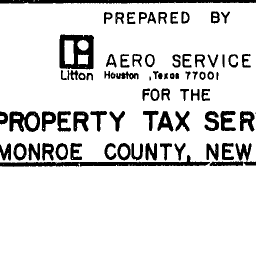 PREPARED BY
AERO SERVICE
Litton Houston, Texas 77001
FOR THE
PROPERTY TAX SER
MONROE COUNTY, NEW